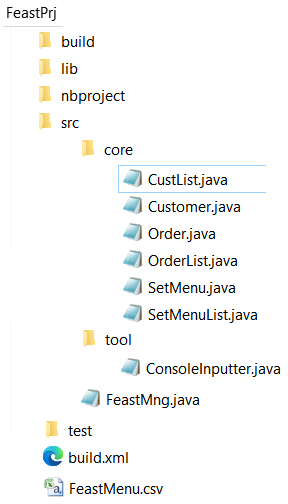 FeastPrj
build
lib
nbproject
src
core
CustList.java
Customer.java
Order.java
OrderList.java
SetMenu.java
SetMenuList.java
tool
ConsoleInputter.java
FeastMng.java
test
build.xml
FeastMenu.csv